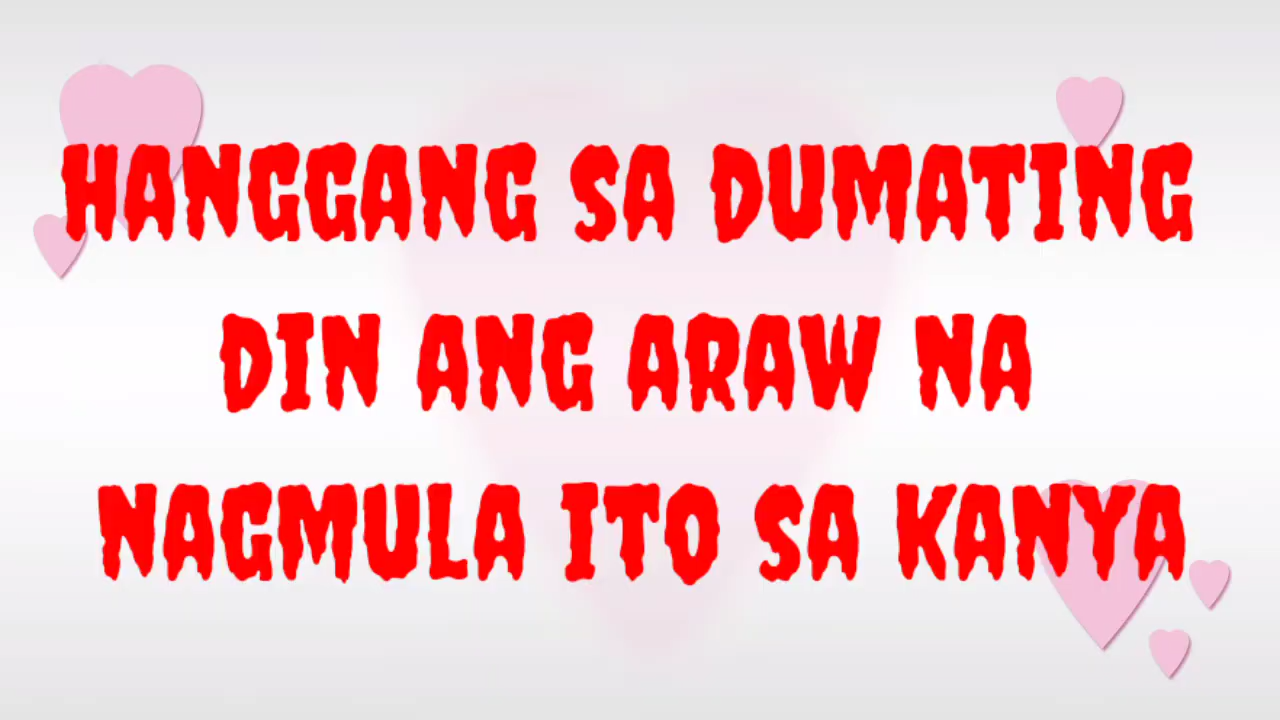 HANGGANG SA DUMATING
DIN ANG ARAW NA
NAGMULA ITO SA KANYA